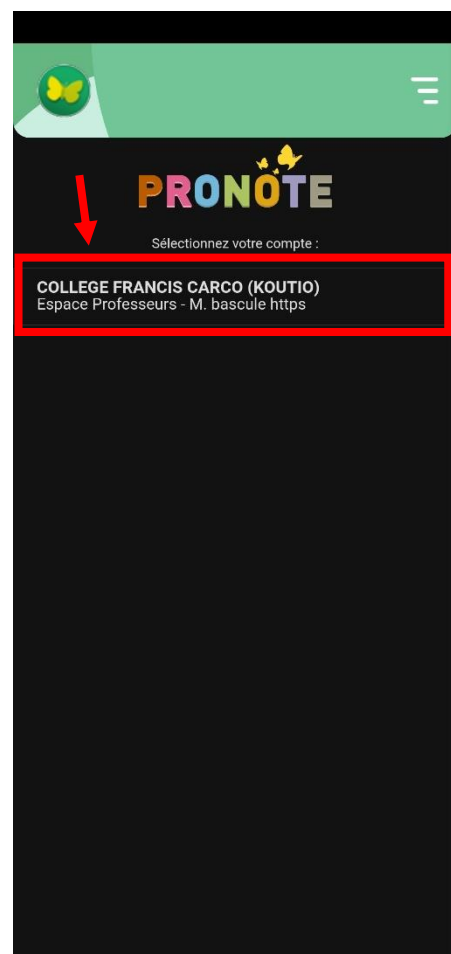 PRONOTE
Sélectionnez votre compte :
COLLEGE FRANCIS CARCO (KOUTIO)
Espace Professeurs - M. bascule https